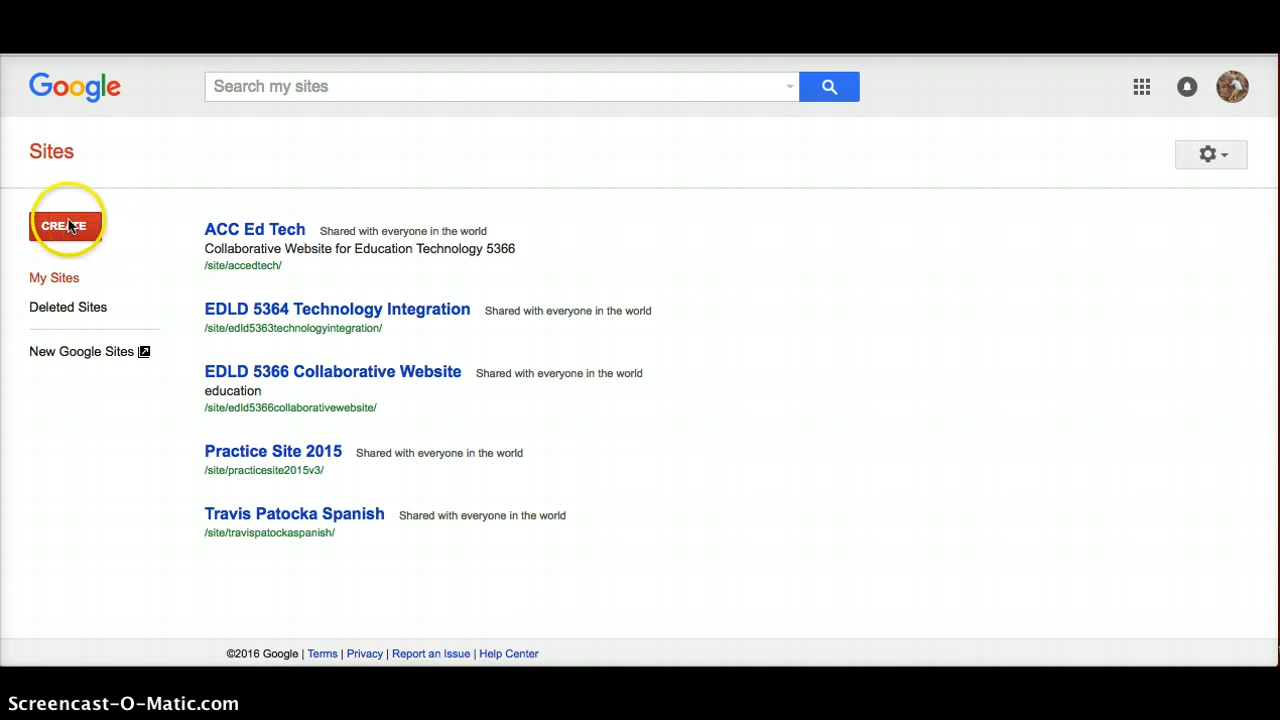 Google
Search my sites
Sites
CREATE
My Sites
Deleted Sites
New Google Sites
ACC Ed Tech Shared with everyone in the world
Collaborative Website for Education Technology 5366
/site/accedtech/
EDLD 5364 Technology Integration Shared with everyone in the world
/site/edld5363technologyintegration/
EDLD 5366 Collaborative Website Shared with everyone in the world
education
/site/edld5366collaborativewebsite/
Practice Site 2015 Shared with everyone in the world
/site/practicesite2015v3/
Travis Patocka Spanish Shared with everyone in the world
/site/travispatockaspanish/
©2016 Google | Terms | Privacy | Report an Issue | Help Center
Screencast-O-Matic.com